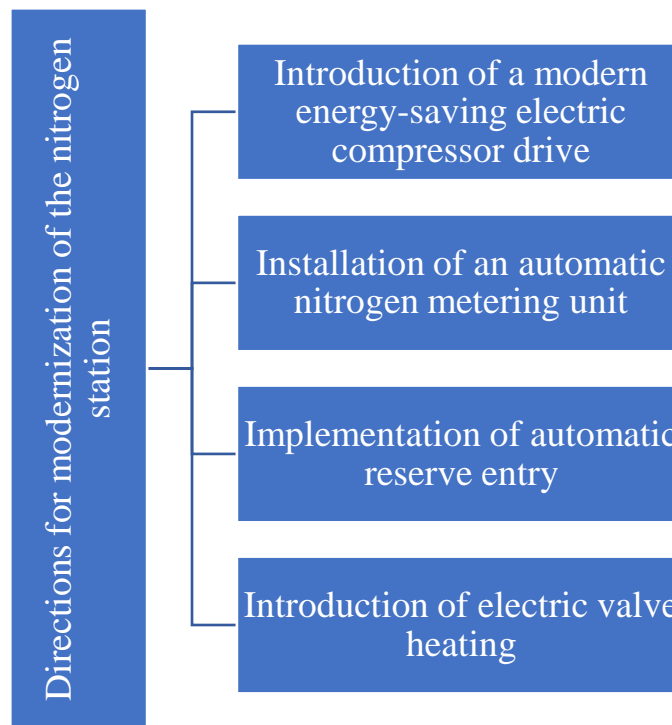 Directions for modernization of the nitrogen
station
Introduction of a modern
energy-saving electric
compressor drive
Installation of an automatic
nitrogen metering unit
Implementation of automatic
reserve entry
Introduction of electric valve
heating